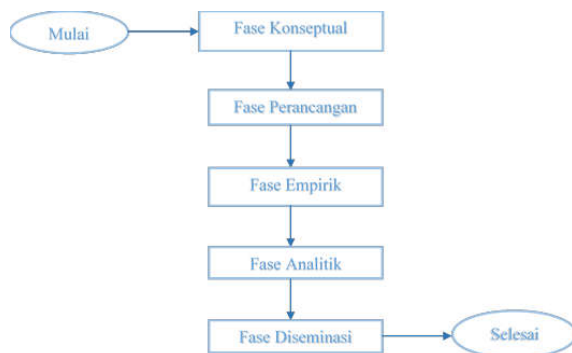 Mulai
Fase Konseptual
Fase Perancangan
Fase Empirik
Fase Analitik
Fase Diseminasi
Selesai